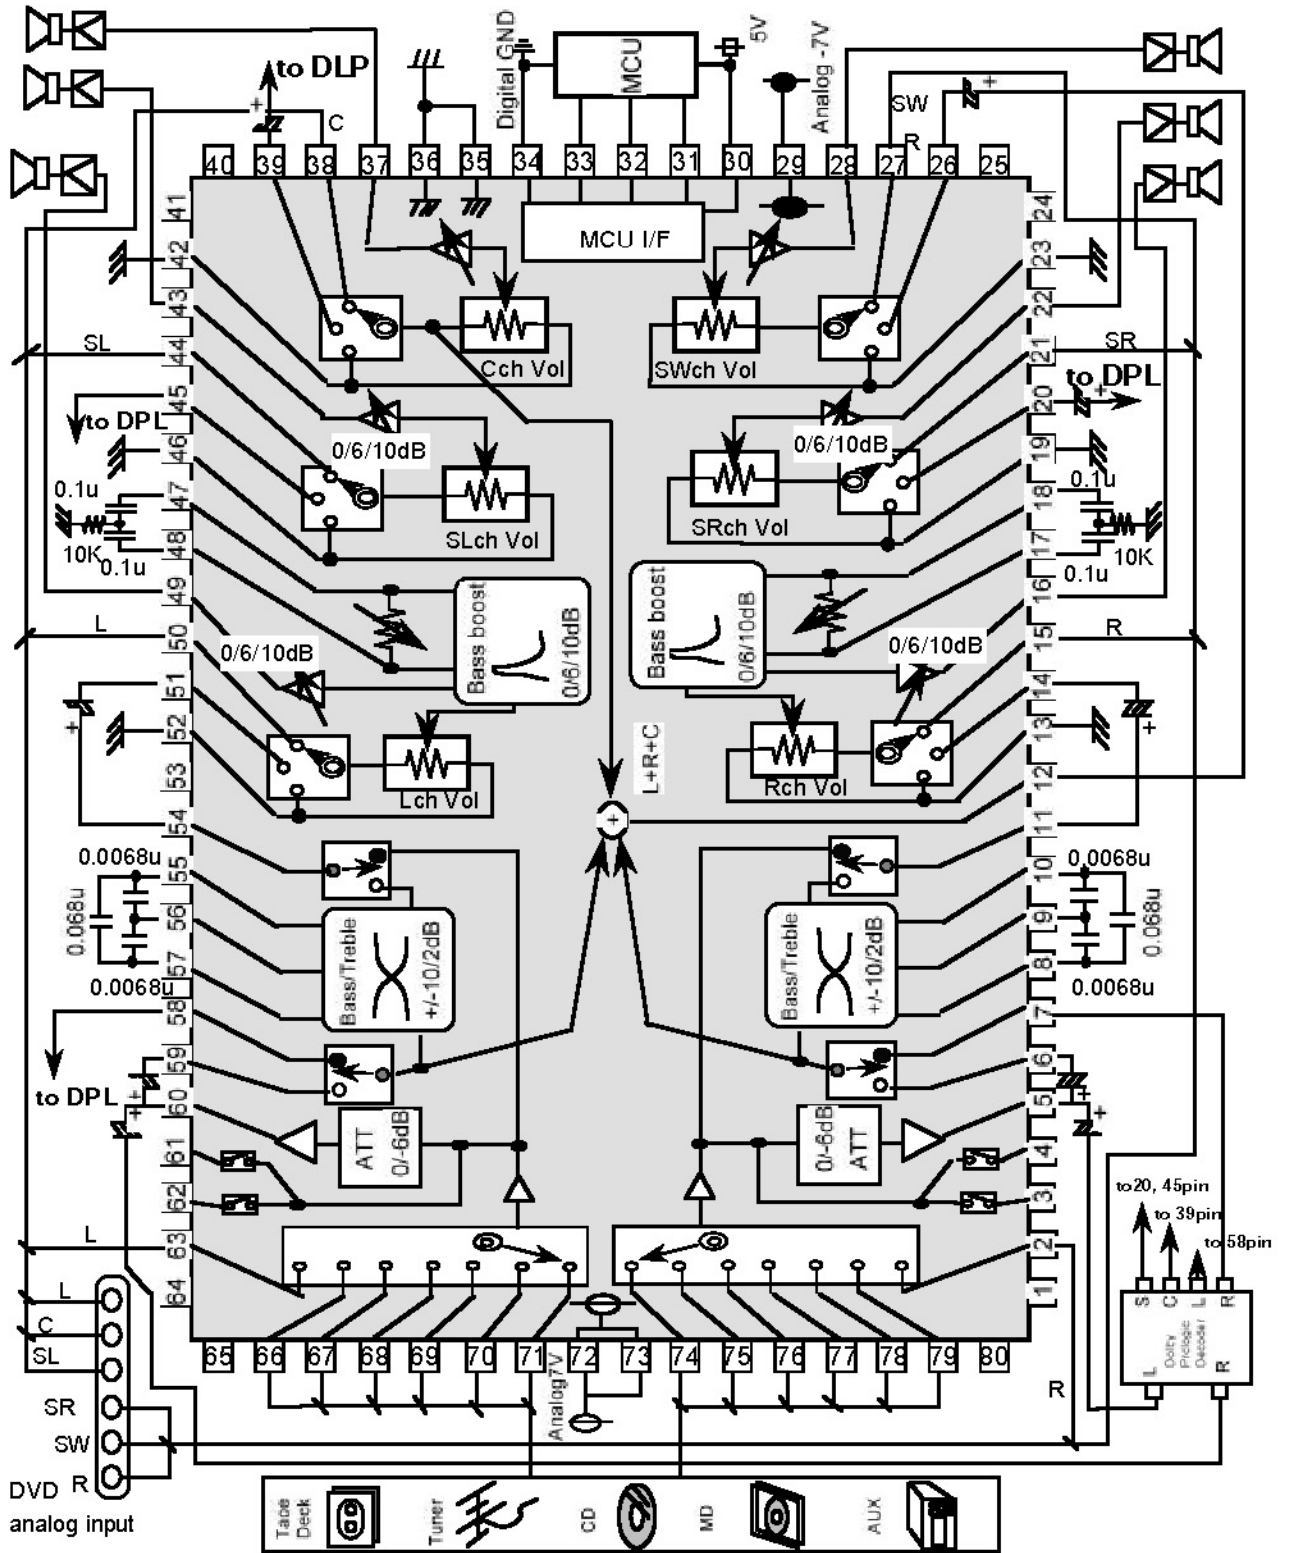 to DLP
C
Digital GND
MCU
5V
Analog -7V
SW
R
40
39
38
37
36
35
34
33
32
31
30
29
28
27
26
25
MCU I/F
41
42
43
44
45
46
47
48
49
50
51
52
53
54
55
56
57
58
59
60
61
62
63
64
24
23
22
21
20
19
18
17
16
15
14
13
12
11
10
9
8
7
6
5
4
3
2
1
Cch Vol
SWch Vol
SL
SR
to DPL
to DPL
0/6/10dB
0/6/10dB
SLch Vol
SRch Vol
0.1u
10K
0.1u
0.1u
10K
0.1u
Bass boost
0/6/10dB
Bass boost
0/6/10dB
L
R
0/6/10dB
0/6/10dB
+
+
L+R+C
Lch Vol
Rch Vol
+
0.0068u
0.068u
0.0068u
0.0068u
0.068u
0.0068u
Bass/Treble
+/-10/2dB
Bass/Treble
+/-10/2dB
to DPL
ATT
0/-6dB
0/-6dB
ATT
to20, 45pin
to 39pin
to 58pin
L
S
C
L
R
Dolby
Prologic
Decoder
L
R
65
66
67
68
69
70
71
72
73
74
75
76
77
78
79
80
Analog7V
R
L
C
SL
SR
SW
R
DVD
analog input
Tape
Deck
Tuner
CD
MD
AUX